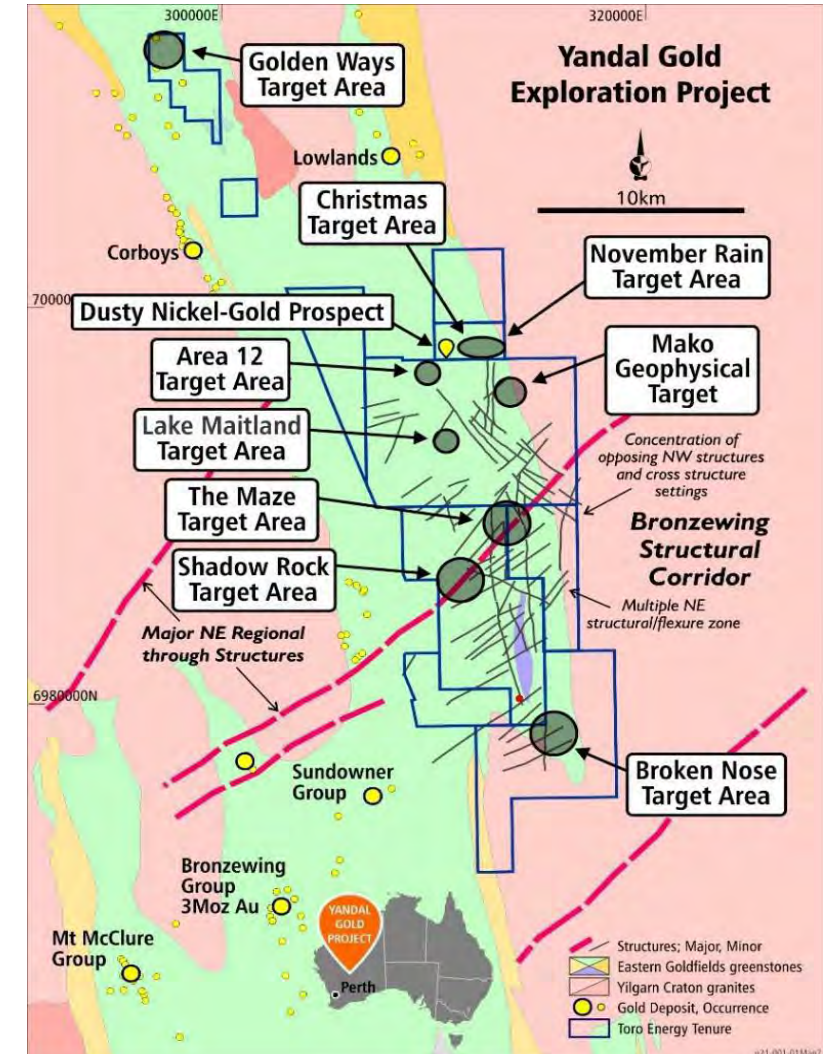 300000E
320000E
Yandal Gold
Exploration Project
Golden Ways
Target Area
Lowlands
10km
Christmas
Target Area
Corboys
November Rain
Target Area
70000
Dusty Nickel-Gold Prospect
Area 12
Target Area
Mako
Geophysical
Target
Lake Maitland
Target Area
Concentration of
opposing NW structures
and cross structure
settings
The Maze
Target Area
Bronzewing
Structural
Corridor
Shadow Rock
Target Area
Multiple NE
structural/flexure zone
Major NE Regional
through Structures
6980000N
Sundowner
Group
Broken Nose
Target Area
Bronzewing
Group
3Moz Au
YANDAL
GOLD
PROJECT
Mt McClure
Group
Perth
Structures; Major, Minor
Eastern Goldfields greenstones
Yilgarn Craton granites
Gold Deposit, Occurrence
Toro Energy Tenure